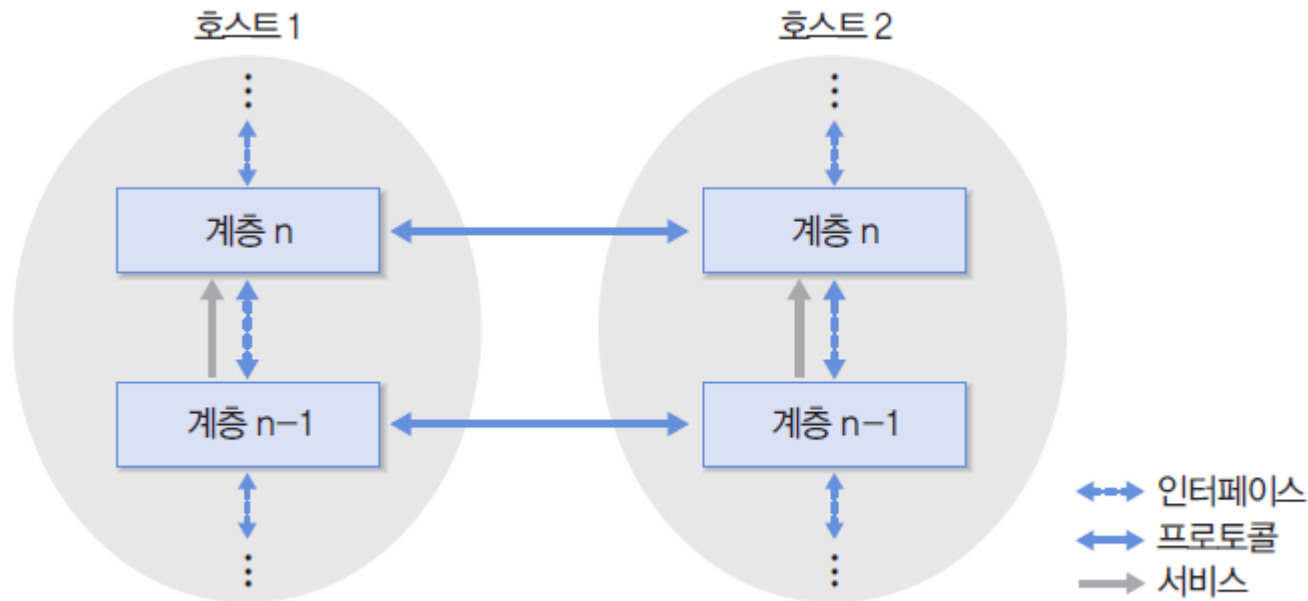 호스트 1
호스트 2
⋮
⋮
계층 n
계층 n
계층 n-1
계층 n-1
⋮
⋮
인터페이스
프로토콜
서비스